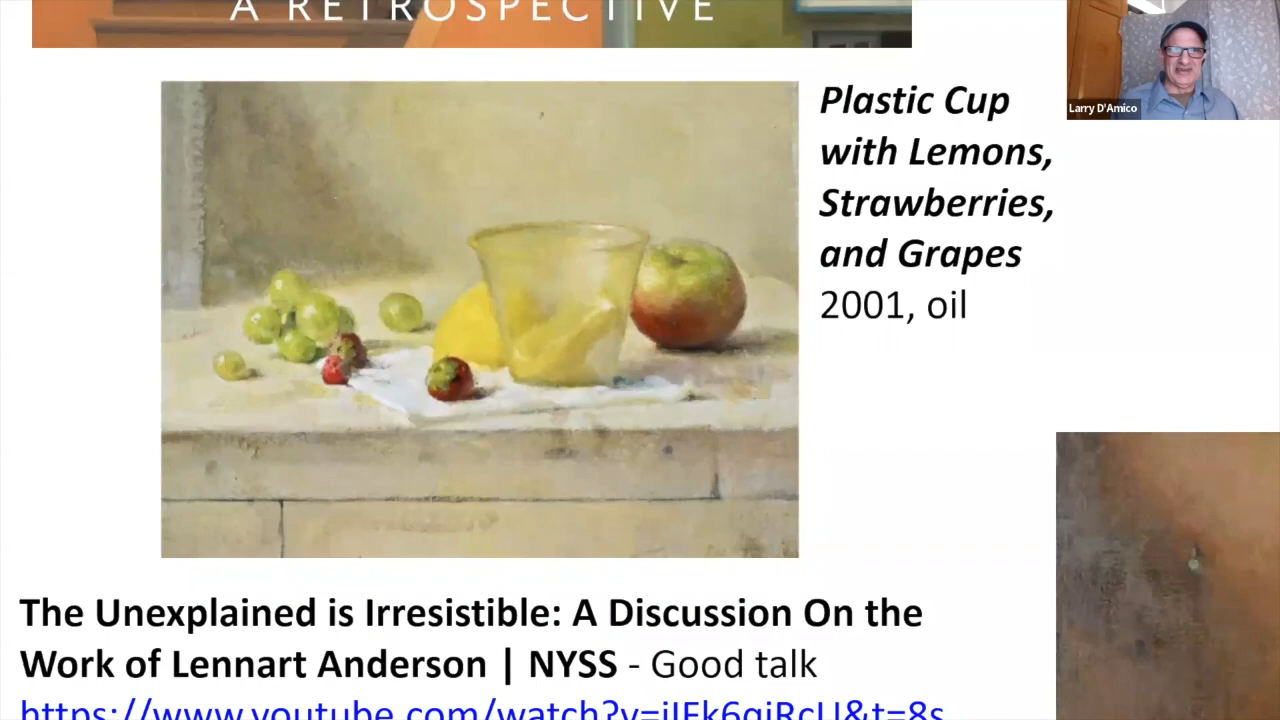 A RETROSPECTIVE
Larry D'Amico
Plastic Cup
with Lemons,
Strawberries,
and Grapes
2001, oil
The Unexplained is Irresistible: A Discussion On the
Work of Lennart Anderson | NYSS - Good talk